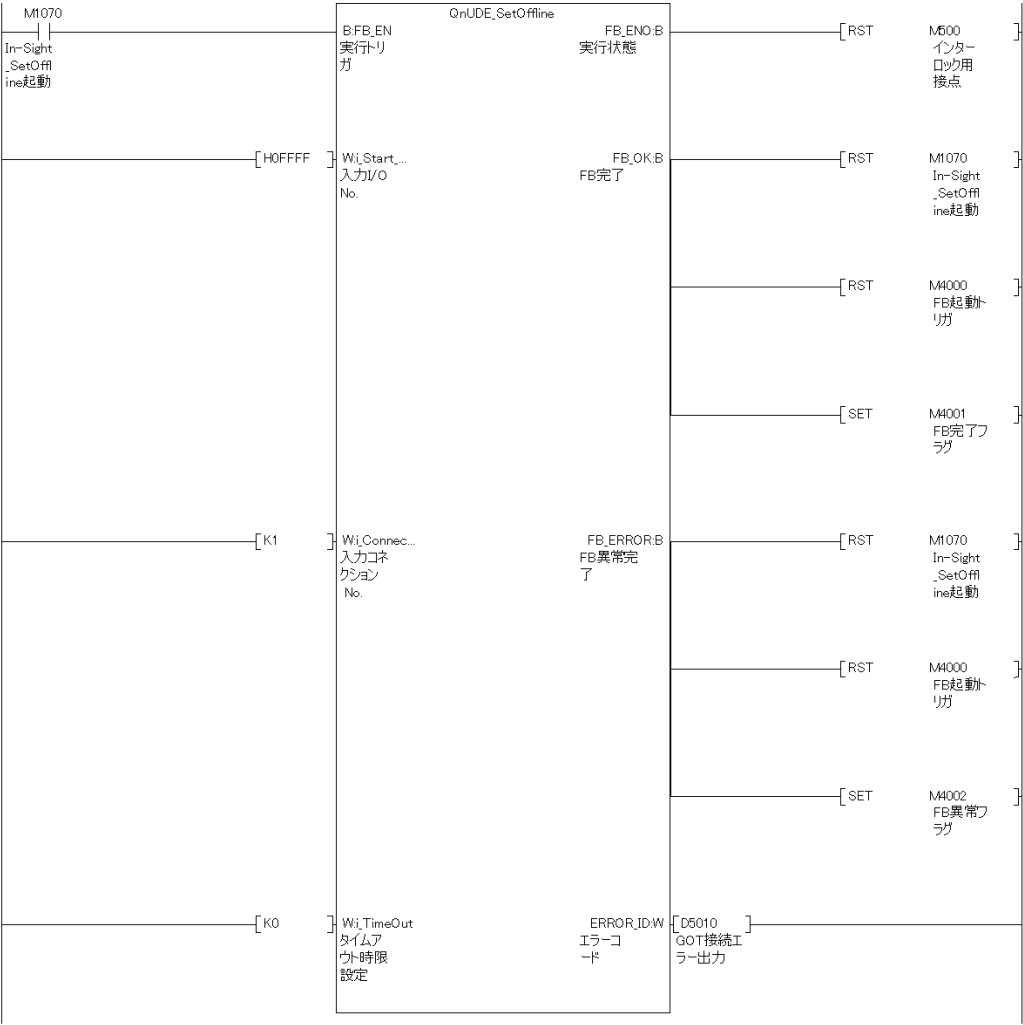 M1070
QnUDE_SetOffline
In-Sight
_SetOffl
ine起動
B:FB_EN
実行トリ
ガ
FB_ENO:B
実行状態
RST
M500
インター
ロック用
接点
H0FFFF
W:i_Start_...
入力I/O
No.
FB_OK:B
FB完了
RST
M1070
In-Sight
_SetOffl
ine起動
RST
M4000
FB起動ト
リガ
SET
M4001
FB完了フ
ラグ
K1
W:i_Connec...
入力コネ
クション
No.
FB_ERROR:B
FB異常完
了
RST
M1070
In-Sight
_SetOffl
ine起動
RST
M4000
FB起動ト
リガ
SET
M4002
FB異常フ
ラグ
K0
W:i_TimeOut
タイムア
ウト時限
設定
ERROR_ID:W
エラーコ
ード
D5010
GOT接続エ
ラー出力